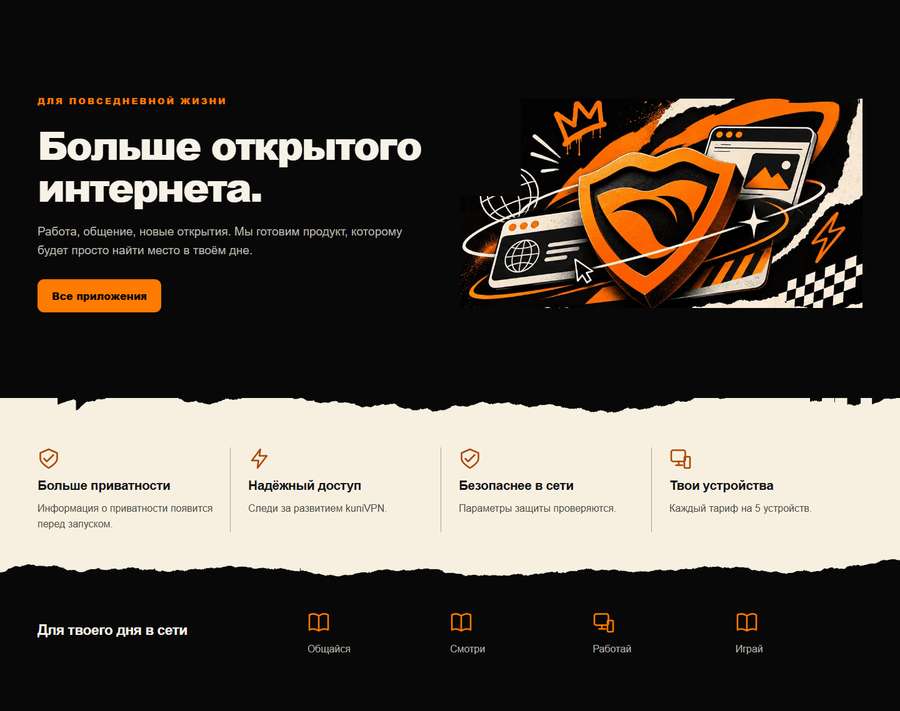 ДЛЯ ПОВСЕДНЕВНОЙ ЖИЗНИ
Больше открытого
интернета.
Работа, общение, новые открытия. Мы готовим продукт, которому
будет просто найти место в твоём дне.
Все приложения
Больше приватности
Информация о приватности появится
перед запуском.
Надёжный доступ
Следи за развитием kuniVPN.
Безопаснее в сети
Параметры защиты проверяются.
Твои устройства
Каждый тариф на 5 устройств.
Для твоего дня в сети
Общайся
Смотри
Работай
Играй